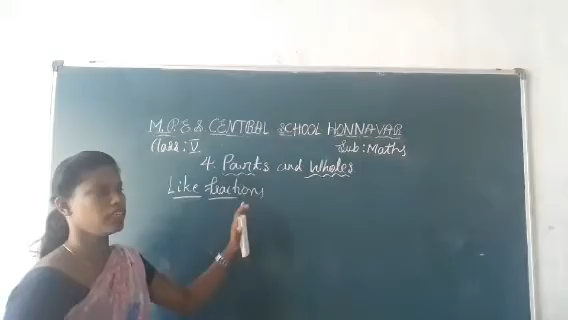 M.P.E.S. CENTRAL SCHOOL HONNAVAR
Class : V. Sub : Maths
4. Parts and Wholes
Like fractions